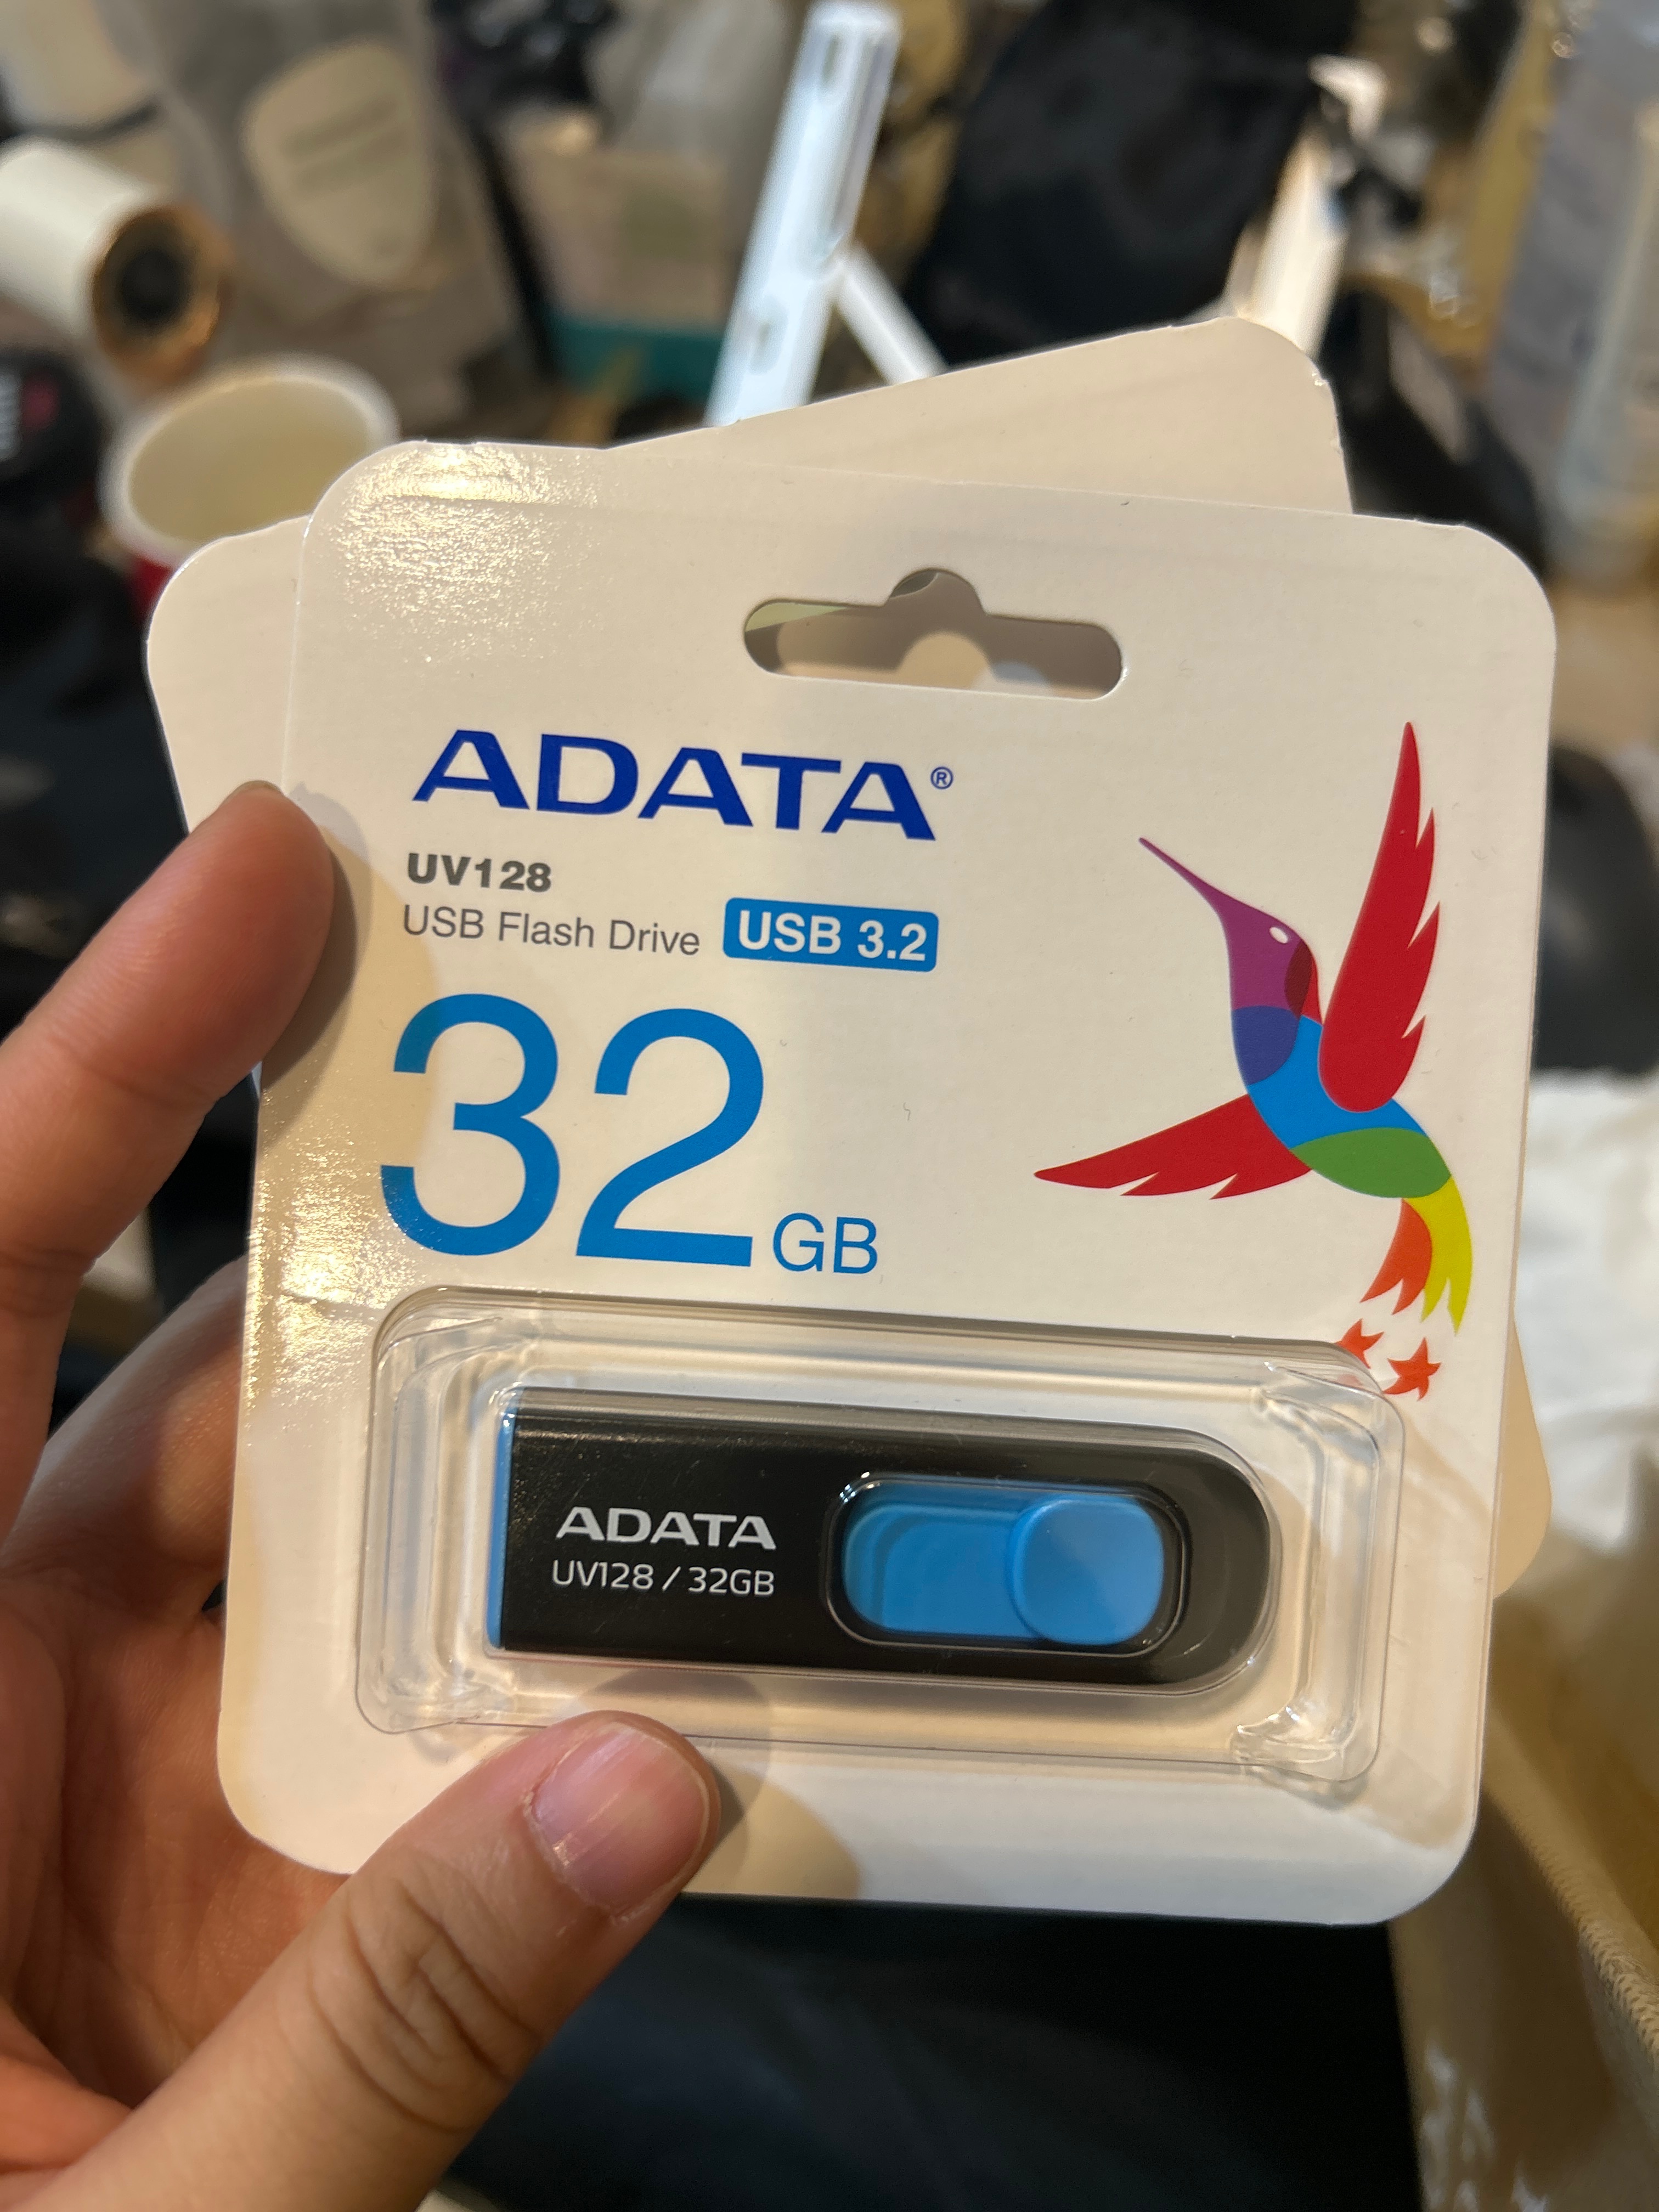 ADATA®
UV128
USB Flash Drive USB 3.2
32 GB
ADATA
UV128 / 32GB